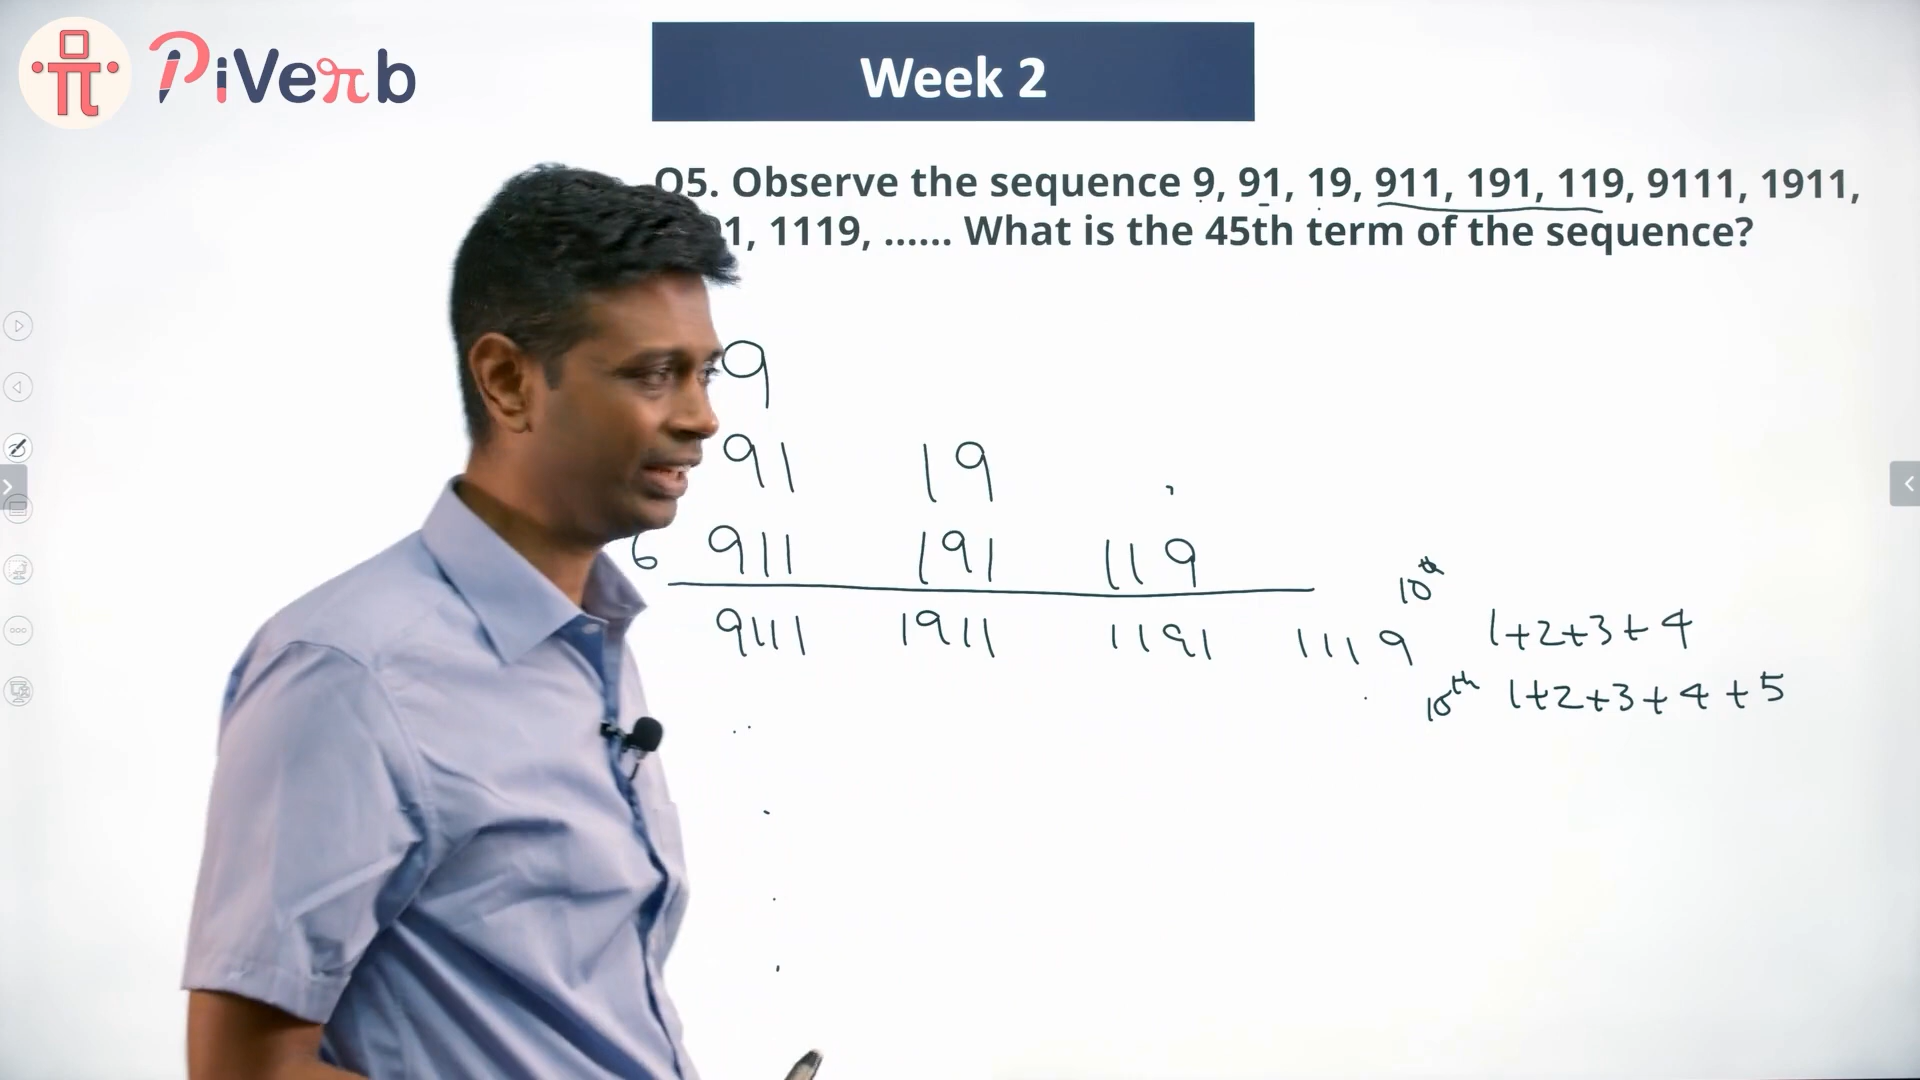 PiVeπb
Week 2
Q5. Observe the sequence 9, 91, 19, 911, 191, 119, 9111, 1911,
1, 1119, ...... What is the 45th term of the sequence?
9
91 19
6 911 191 119
10th
9111 1911 1191 1119 1+2+3+4
1+2+3+4+5